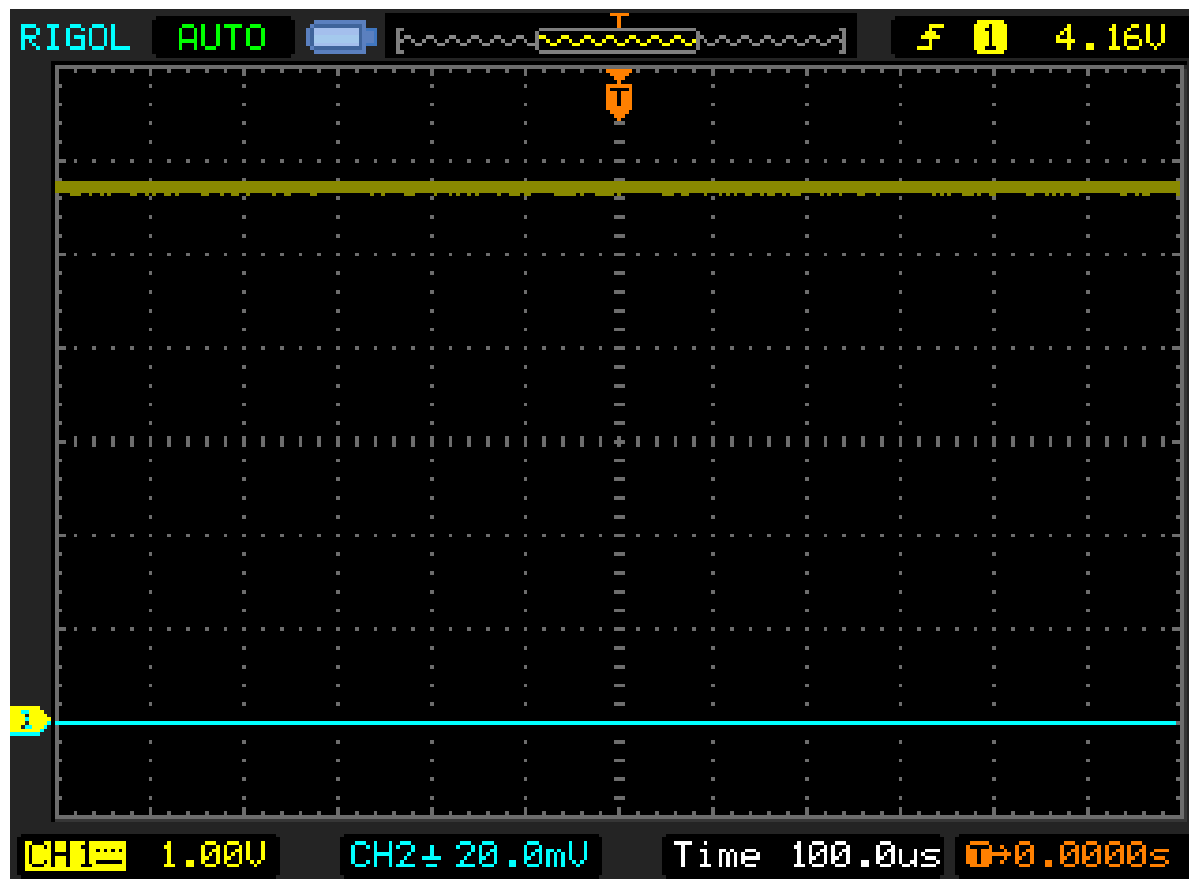 RIGOL AUTO T 1 4.16V
T
1
CH1 1.00V CH2 20.0mV Time 100.0us T→0.0000s